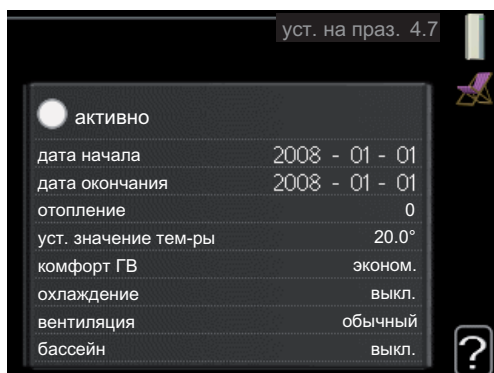 уст. на праз. 4.7
активно
дата начала 2008 - 01 - 01
дата окончания 2008 - 01 - 01
отопление 0
уст. значение тем-ры 20.0°
комфорт ГВ эконом.
охлаждение выкл.
вентиляция обычный
бассейн выкл.
?